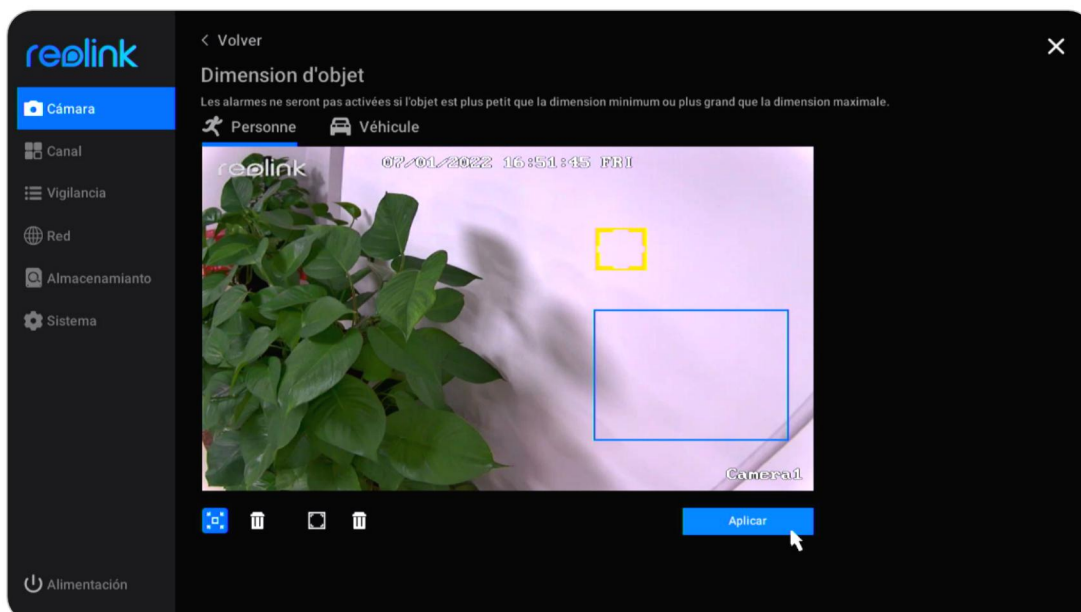 reolink
Cámara
Canal
Vigilancia
Red
Almacenamianto
Sistema
Alimentación
Volver
Dimension d'objet
Les alarmes ne seront pas activées si l'objet est plus petit que la dimension minimum ou plus grand que la dimension maximale.
Personne Véhicule
reolink 07/01/2022 16:51:45 FRI
Camera1
Aplicar